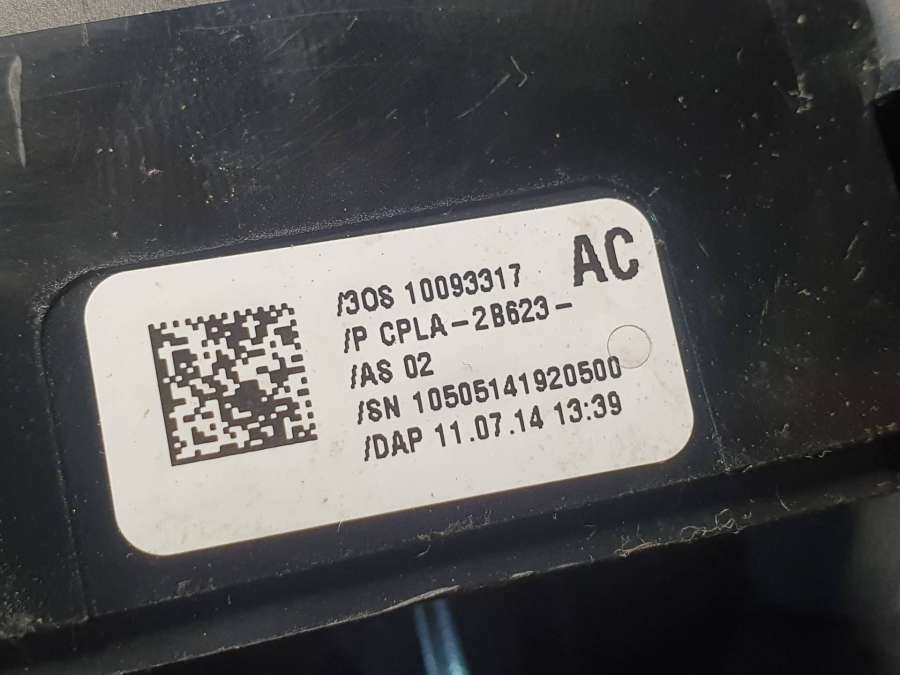 AC
/3OS 10093317
/P CPLA-2B623-
/AS 02
/SN 10505141920500
/DAP 11.07.14 13:39